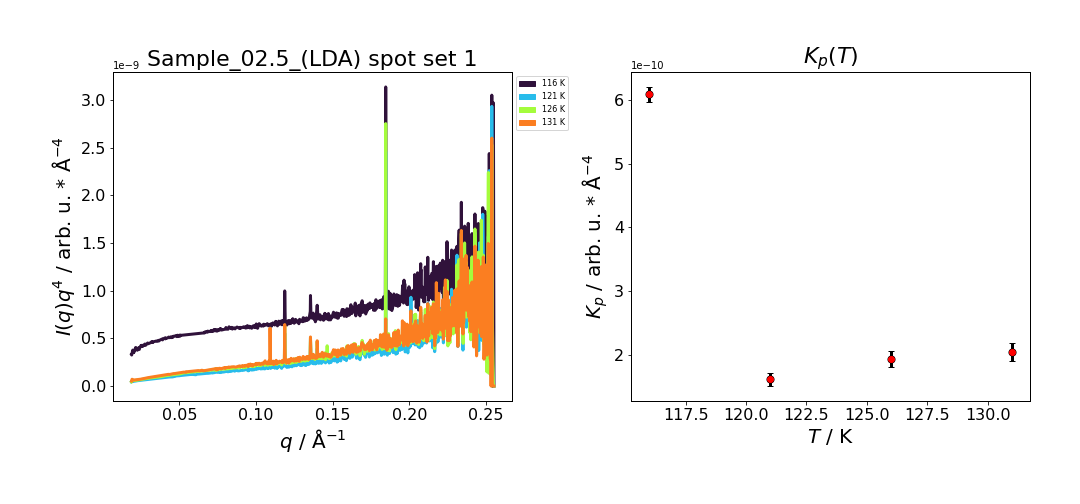 Sample_02.5_(LDA) spot set 1
1e−9
I(q)q⁴ / arb. u. * Å⁻⁴
3.0
2.5
2.0
1.5
1.0
0.5
0.0
0.05 0.10 0.15 0.20 0.25
q / Å⁻¹
116 K
121 K
126 K
131 K
Kₚ(T)
1e−10
Kₚ / arb. u. * Å⁻⁴
6
5
4
3
2
117.5 120.0 122.5 125.0 127.5 130.0
T / K